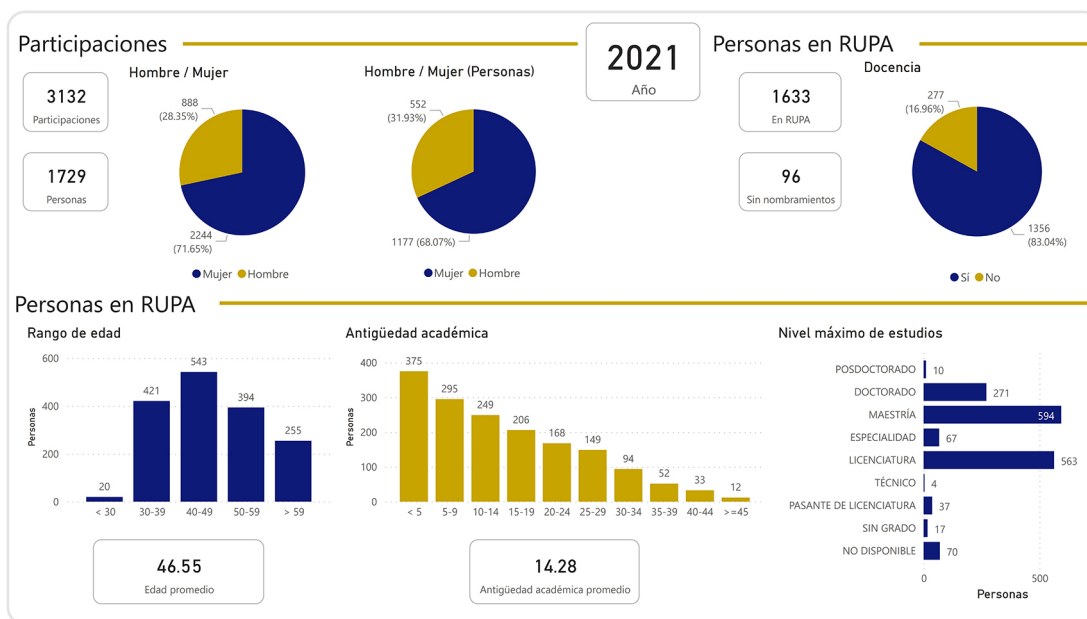 Participaciones
2021
Año
Personas en RUPA
3132
Participaciones
1729
Personas
Hombre / Mujer
888
(28.35%)
2244
(71.65%)
Mujer Hombre
Hombre / Mujer (Personas)
552
(31.93%)
1177 (68.07%)
Mujer Hombre
1633
En RUPA
96
Sin nombramientos
Docencia
277
(16.96%)
1356
(83.04%)
Sí No
Personas en RUPA
Rango de edad
Personas
600
400
200
0
20
421
543
394
255
< 30 30-39 40-49 50-59 > 59
46.55
Edad promedio
Antigüedad académica
Personas
400
300
200
100
0
375
295
249
206
168
149
94
52
33
12
< 5 5-9 10-14 15-19 20-24 25-29 30-34 35-39 40-44 >=45
14.28
Antigüedad académica promedio
Nivel máximo de estudios
POSDOCTORADO 10
DOCTORADO 271
MAESTRÍA 594
ESPECIALIDAD 67
LICENCIATURA 563
TÉCNICO 4
PASANTE DE LICENCIATURA 37
SIN GRADO 17
NO DISPONIBLE 70
0 500
Personas